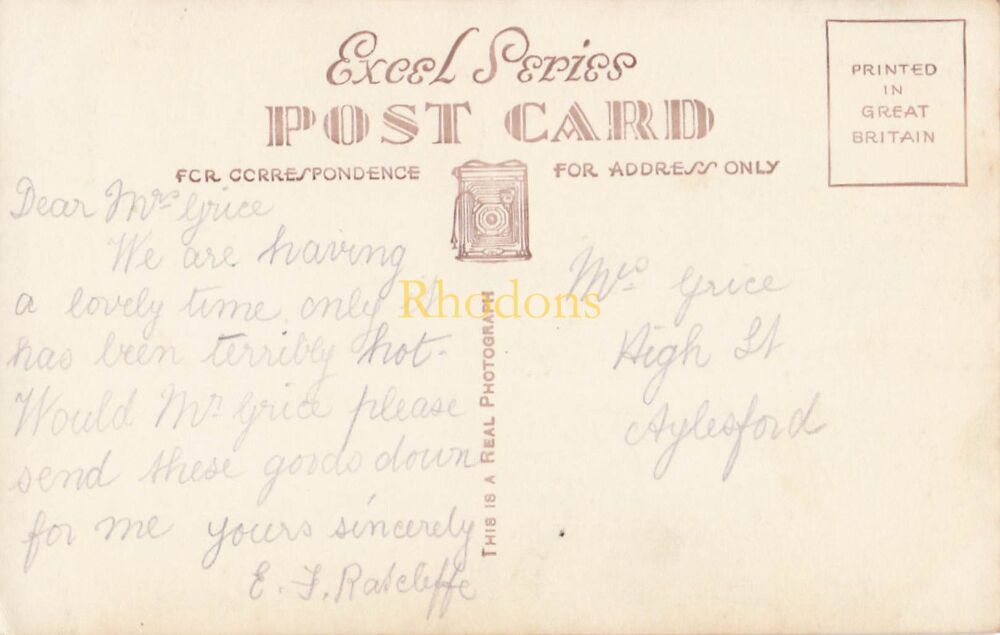 Excel Series
POST CARD
FOR CORRESPONDENCE
FOR ADDRESS ONLY
PRINTED
IN
GREAT
BRITAIN
Dear Mrs Grice
We are having
a lovely time only it
has been terribly hot.
Would Mr Grice please
send these goods down
for me yours sincerely
E. F. Ratcliffe
THIS IS A REAL PHOTOGRAPH
Rhodons
Mrs Grice
High St
Aylesford